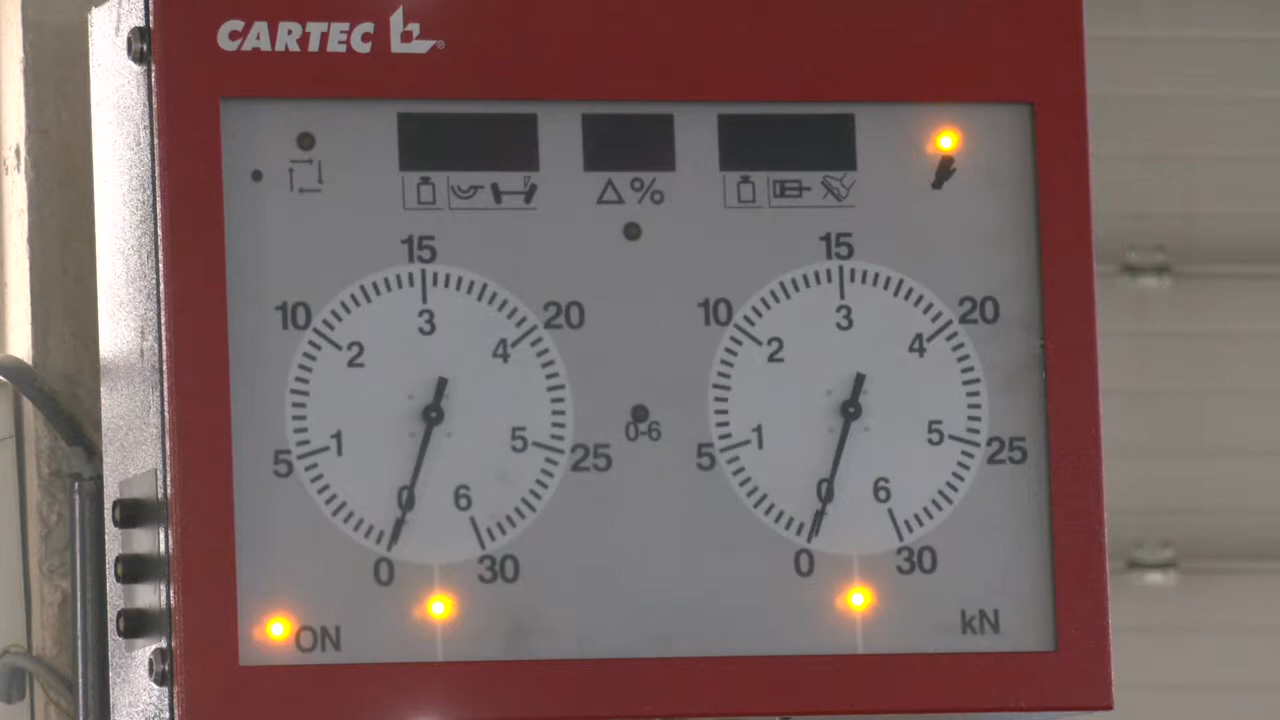 CARTEC
△%
15 15
10 20 10 20
3 3
2 4 2 4
1 5 1 5
5 25 5 25
0-6
0 6 0 6
0 30 0 30
ON kN